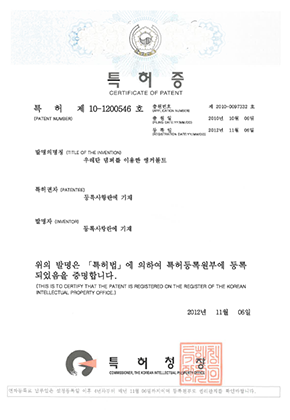 특허증
CERTIFICATE OF PATENT
특 허 제 10-1200546 호
(PATENT NUMBER)
출원번호 제 2010-0097232 호
(APPLICATION NUMBER)
출 원 일 2010년 10월 06일
(FILING DATE:YY/MM/DD)
등 록 일 2012년 11월 06일
(REGISTRATION DATE:YY/MM/DD)
발명의명칭 (TITLE OF THE INVENTION)
우레탄 댐퍼를 이용한 앵커볼트
특허권자 (PATENTEE)
등록사항란에 기재
발명자 (INVENTOR)
등록사항란에 기재
위의 발명은 「특허법」에 의하여 특허등록원부에 등록
되었음을 증명합니다.
(THIS IS TO CERTIFY THAT THE PATENT IS REGISTERED ON THE REGISTER OF THE KOREAN
INTELLECTUAL PROPERTY OFFICE.)
2012년 11월 06일
특 허 청 장
COMMISSIONER, THE KOREAN INTELLECTUAL PROPERTY OFFICE